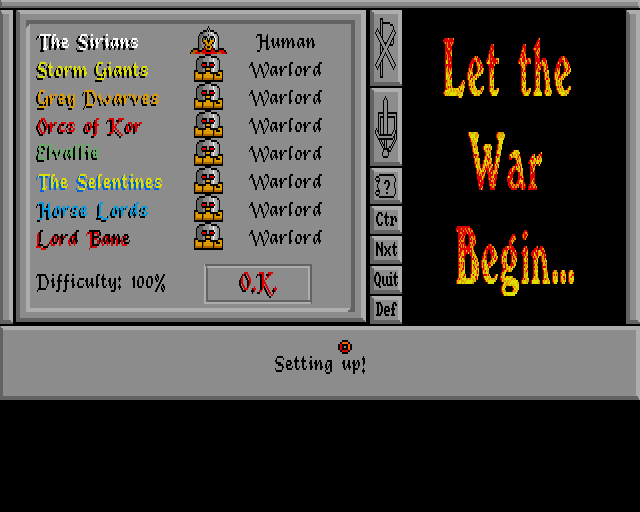 The Sirians Human
Storm Giants Warlord
Grey Dwarves Warlord
Orcs of Kor Warlord
Elvallie Warlord
The Selentines Warlord
Horse Lords Warlord
Lord Bane Warlord
Difficulty: 100% O.K.
?
Ctr
Nxt
Quit
Def
Let the
War
Begin...
Setting up!